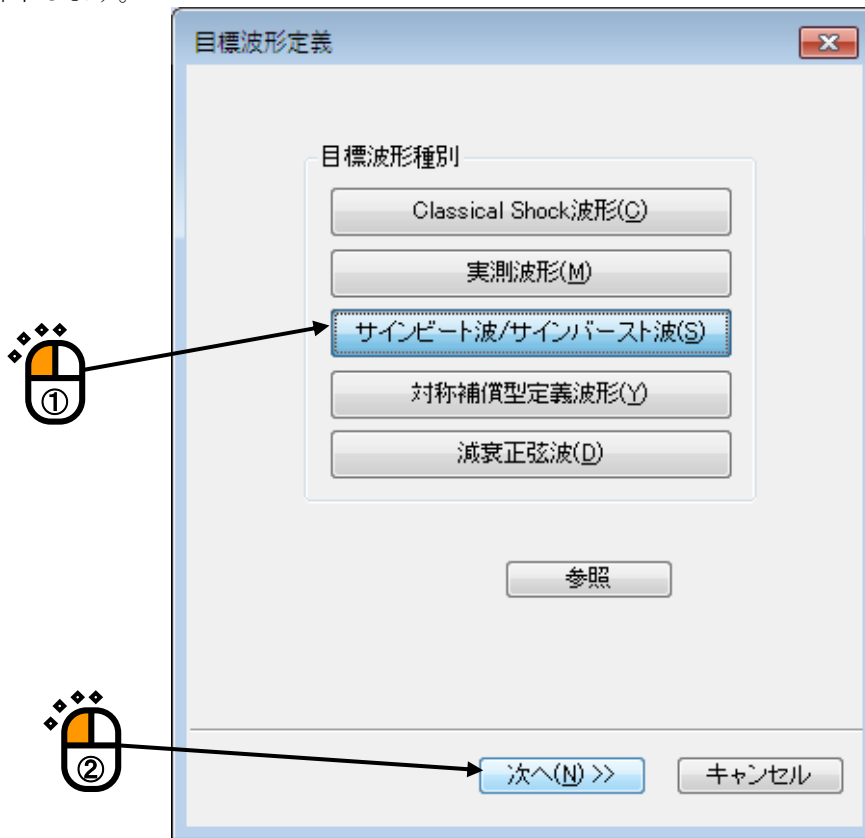 します。
目標波形定義
目標波形種別
Classical Shock波形(C)
実測波形(M)
サインビート波/サインバースト波(S)
①
対称補償型定義波形(Y)
減衰正弦波(D)
参照
②
次へ(N) >>
キャンセル